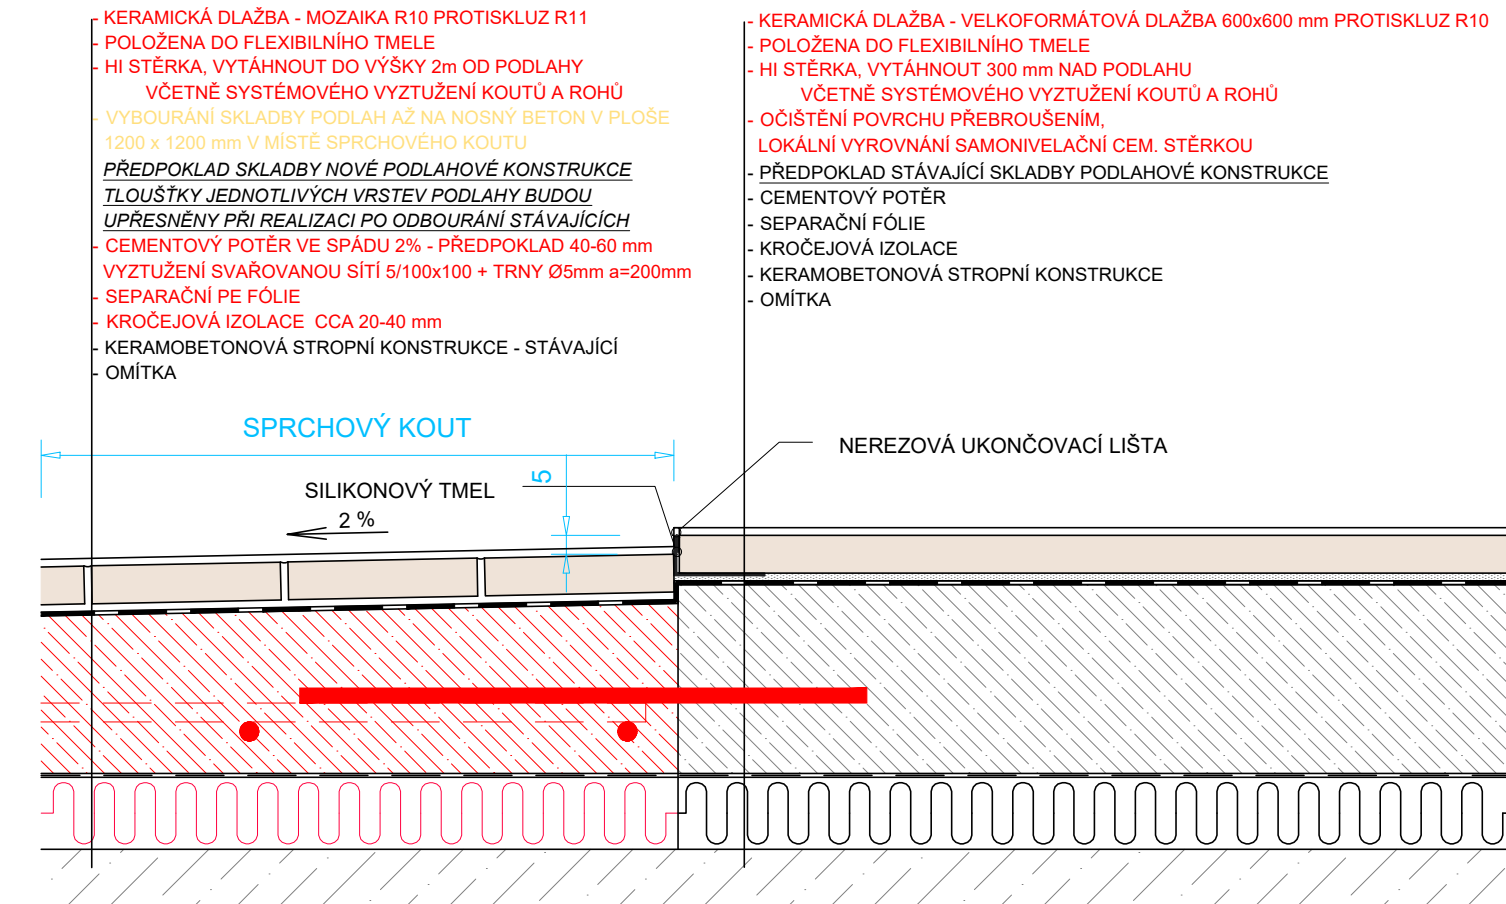 - KERAMICKÁ DLAŽBA - MOZAIKA R10 PROTISKLUZ R11
- POLOŽENA DO FLEXIBILNÍHO TMELE
- HI STĚRKA, VYTÁHNOUT DO VÝŠKY 2m OD PODLAHY
VČETNĚ SYSTÉMOVÉHO VYZTUŽENÍ KOUTŮ A ROHŮ
- VYBOURÁNÍ SKLADBY PODLAH AŽ NA NOSNÝ BETON V PLOŠE
1200 x 1200 mm V MÍSTĚ SPRCHOVÉHO KOUTU
PŘEDPOKLAD SKLADBY NOVÉ PODLAHOVÉ KONSTRUKCE
TLOUŠŤKY JEDNOTLIVÝCH VRSTEV PODLAHY BUDOU
UPŘESNĚNY PŘI REALIZACI PO ODBOURÁNÍ STÁVAJÍCÍCH
- CEMENTOVÝ POTĚR VE SPÁDU 2% - PŘEDPOKLAD 40-60 mm
VYZTUŽENÍ SVAŘOVANOU SÍTÍ 5/100x100 + TRNY Ø5mm a=200mm
- SEPARAČNÍ PE FÓLIE
- KROČEJOVÁ IZOLACE CCA 20-40 mm
- KERAMOBETONOVÁ STROPNÍ KONSTRUKCE - STÁVAJÍCÍ
- OMÍTKA
- KERAMICKÁ DLAŽBA - VELKOFORMÁTOVÁ DLAŽBA 600x600 mm PROTISKLUZ R10
- POLOŽENA DO FLEXIBILNÍHO TMELE
- HI STĚRKA, VYTÁHNOUT 300 mm NAD PODLAHU
VČETNĚ SYSTÉMOVÉHO VYZTUŽENÍ KOUTŮ A ROHŮ
- OČIŠTĚNÍ POVRCHU PŘEBROUŠENÍM,
LOKÁLNÍ VYROVNÁNÍ SAMONIVELAČNÍ CEM. STĚRKOU
- PŘEDPOKLAD STÁVAJÍCÍ SKLADBY PODLAHOVÉ KONSTRUKCE
- CEMENTOVÝ POTĚR
- SEPARAČNÍ FÓLIE
- KROČEJOVÁ IZOLACE
- KERAMOBETONOVÁ STROPNÍ KONSTRUKCE
- OMÍTKA
SPRCHOVÝ KOUT
NEREZOVÁ UKONČOVACÍ LIŠTA
5
SILIKONOVÝ TMEL
2 %